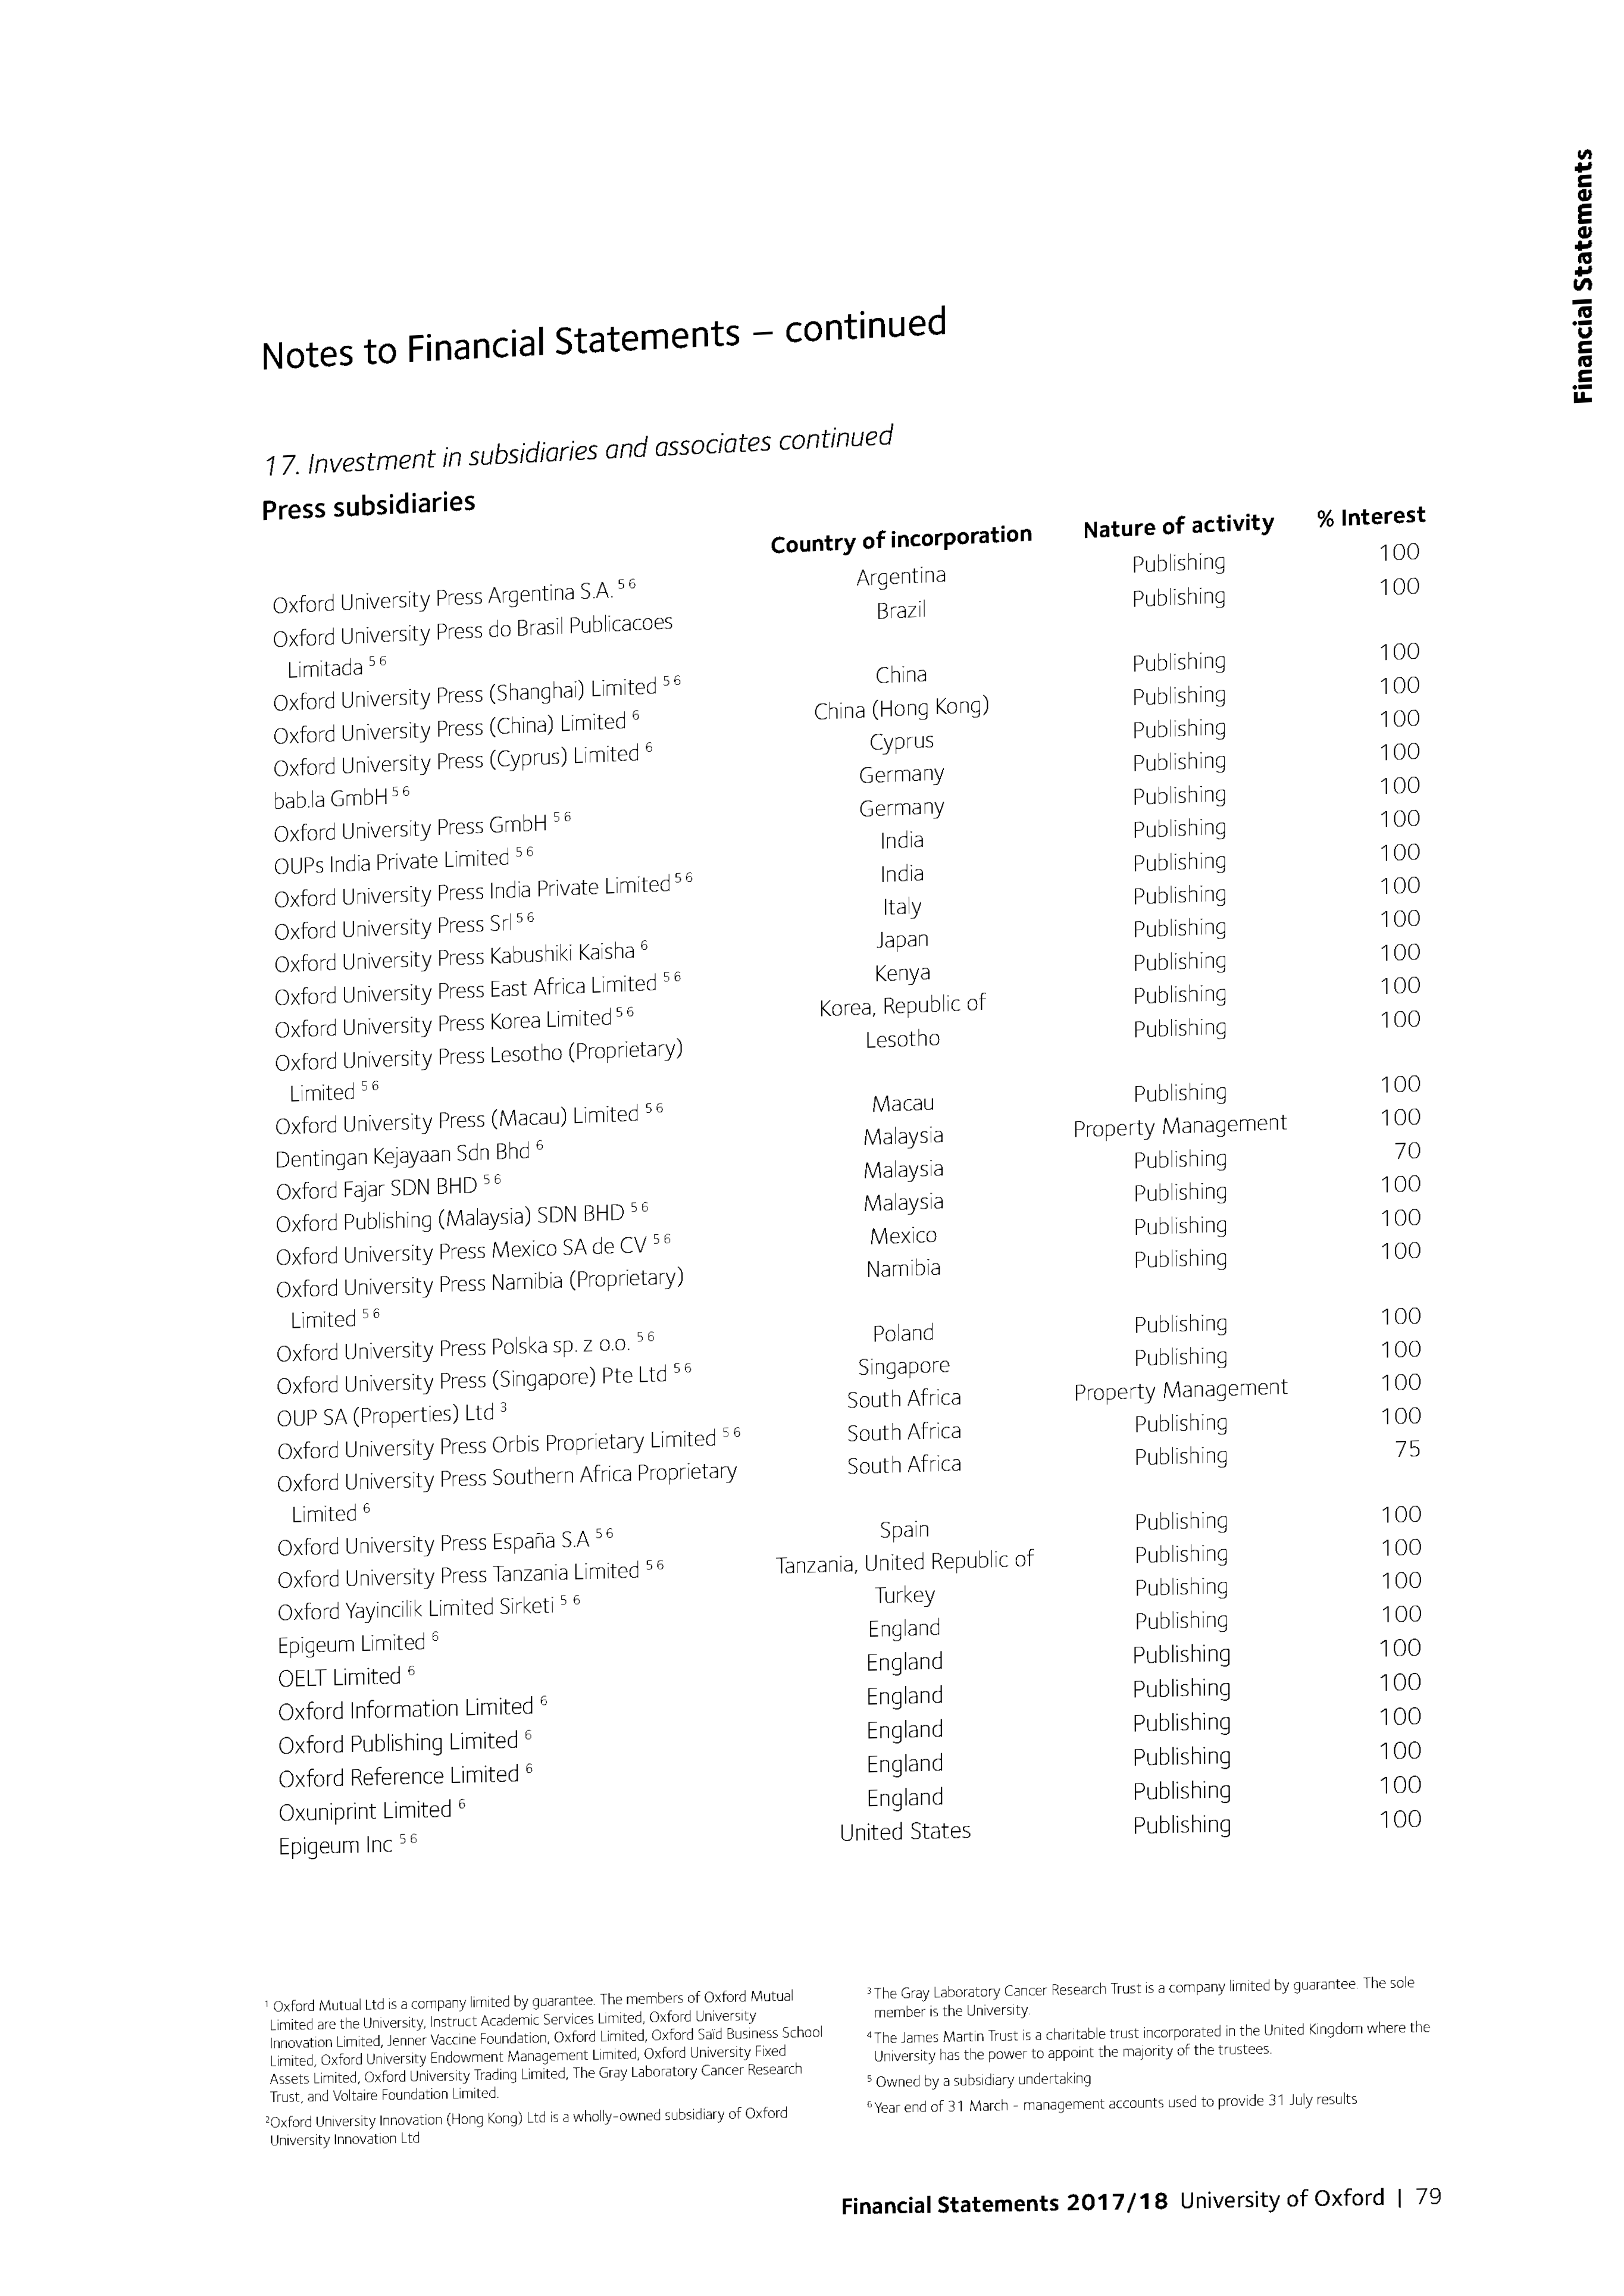 Financial Statements
Notes to Financial Statements – continued
17. Investment in subsidiaries and associates continued
Press subsidiaries
Country of incorporation Nature of activity % Interest
Oxford University Press Argentina S.A. 5 6 Argentina Publishing 100
Oxford University Press do Brasil Publicacoes Brazil Publishing 100
Limitada 5 6
Oxford University Press (Shanghai) Limited 5 6 China Publishing 100
Oxford University Press (China) Limited 6 China (Hong Kong) Publishing 100
Oxford University Press (Cyprus) Limited 6 Cyprus Publishing 100
bab.la GmbH 5 6 Germany Publishing 100
Oxford University Press GmbH 5 6 Germany Publishing 100
OUPs India Private Limited 5 6 India Publishing 100
Oxford University Press India Private Limited 5 6 India Publishing 100
Oxford University Press Srl 5 6 Italy Publishing 100
Oxford University Press Kabushiki Kaisha 6 Japan Publishing 100
Oxford University Press East Africa Limited 5 6 Kenya Publishing 100
Oxford University Press Korea Limited 5 6 Korea, Republic of Publishing 100
Oxford University Press Lesotho (Proprietary) Lesotho Publishing 100
Limited 5 6
Oxford University Press (Macau) Limited 5 6 Macau Publishing 100
Dentingan Kejayaan Sdn Bhd 6 Malaysia Property Management 100
Oxford Fajar SDN BHD 5 6 Malaysia Publishing 70
Oxford Publishing (Malaysia) SDN BHD 5 6 Malaysia Publishing 100
Oxford University Press Mexico SA de CV 5 6 Mexico Publishing 100
Oxford University Press Namibia (Proprietary) Namibia Publishing 100
Limited 5 6
Oxford University Press Polska sp. z o.o. 5 6 Poland Publishing 100
Oxford University Press (Singapore) Pte Ltd 5 6 Singapore Publishing 100
OUP SA (Properties) Ltd 3 South Africa Property Management 100
Oxford University Press Orbis Proprietary Limited 5 6 South Africa Publishing 100
Oxford University Press Southern Africa Proprietary South Africa Publishing 75
Limited 6
Oxford University Press España S.A 5 6 Spain Publishing 100
Oxford University Press Tanzania Limited 5 6 Tanzania, United Republic of Publishing 100
Oxford Yayincilik Limited Sirketi 5 6 Turkey Publishing 100
Epigeum Limited 6 England Publishing 100
OELT Limited 6 England Publishing 100
Oxford Information Limited 6 England Publishing 100
Oxford Publishing Limited 6 England Publishing 100
Oxford Reference Limited 6 England Publishing 100
Oxuniprint Limited 6 England Publishing 100
Epigeum Inc 5 6 United States Publishing 100
1 Oxford Mutual Ltd is a company limited by guarantee. The members of Oxford Mutual
Limited are the University, Instruct Academic Services Limited, Oxford University
Innovation Limited, Jenner Vaccine Foundation, Oxford Limited, Oxford Saïd Business School
Limited, Oxford University Endowment Management Limited, Oxford University Fixed
Assets Limited, Oxford University Trading Limited, The Gray Laboratory Cancer Research
Trust, and Voltaire Foundation Limited.
2Oxford University Innovation (Hong Kong) Ltd is a wholly-owned subsidiary of Oxford
University Innovation Ltd
3 The Gray Laboratory Cancer Research Trust is a company limited by guarantee. The sole
member is the University.
4 The James Martin Trust is a charitable trust incorporated in the United Kingdom where the
University has the power to appoint the majority of the trustees.
5 Owned by a subsidiary undertaking
6 Year end of 31 March - management accounts used to provide 31 July results
Financial Statements 2017/18 University of Oxford | 79